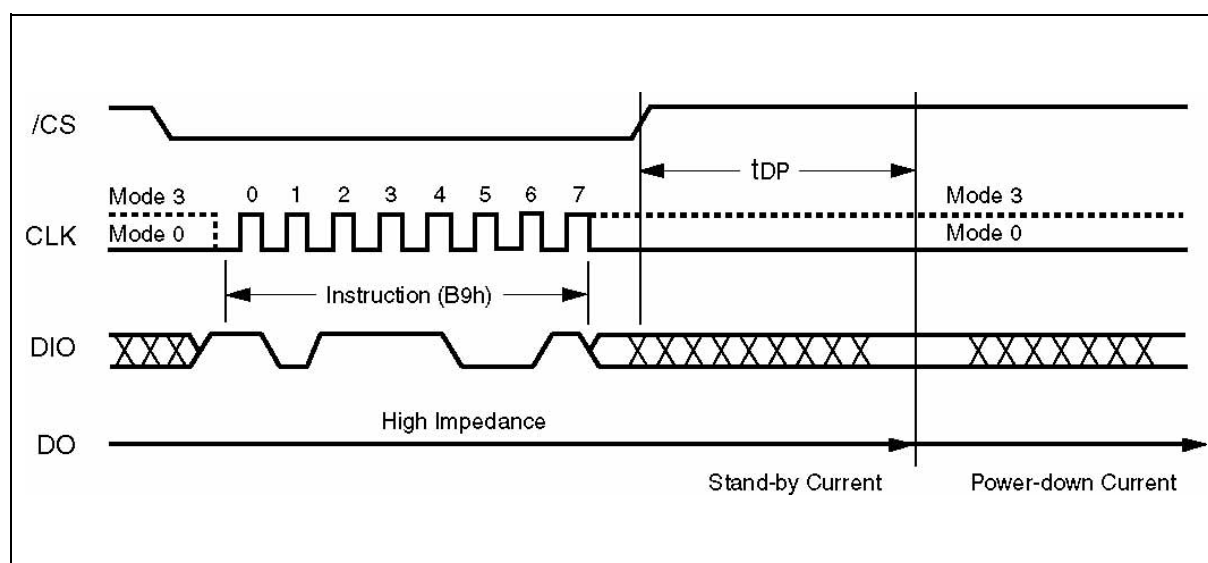 /CS
tDP
Mode 3 0 1 2 3 4 5 6 7 Mode 3
CLK Mode 0 Mode 0
Instruction (B9h)
DIO
High Impedance
DO
Stand-by Current Power-down Current